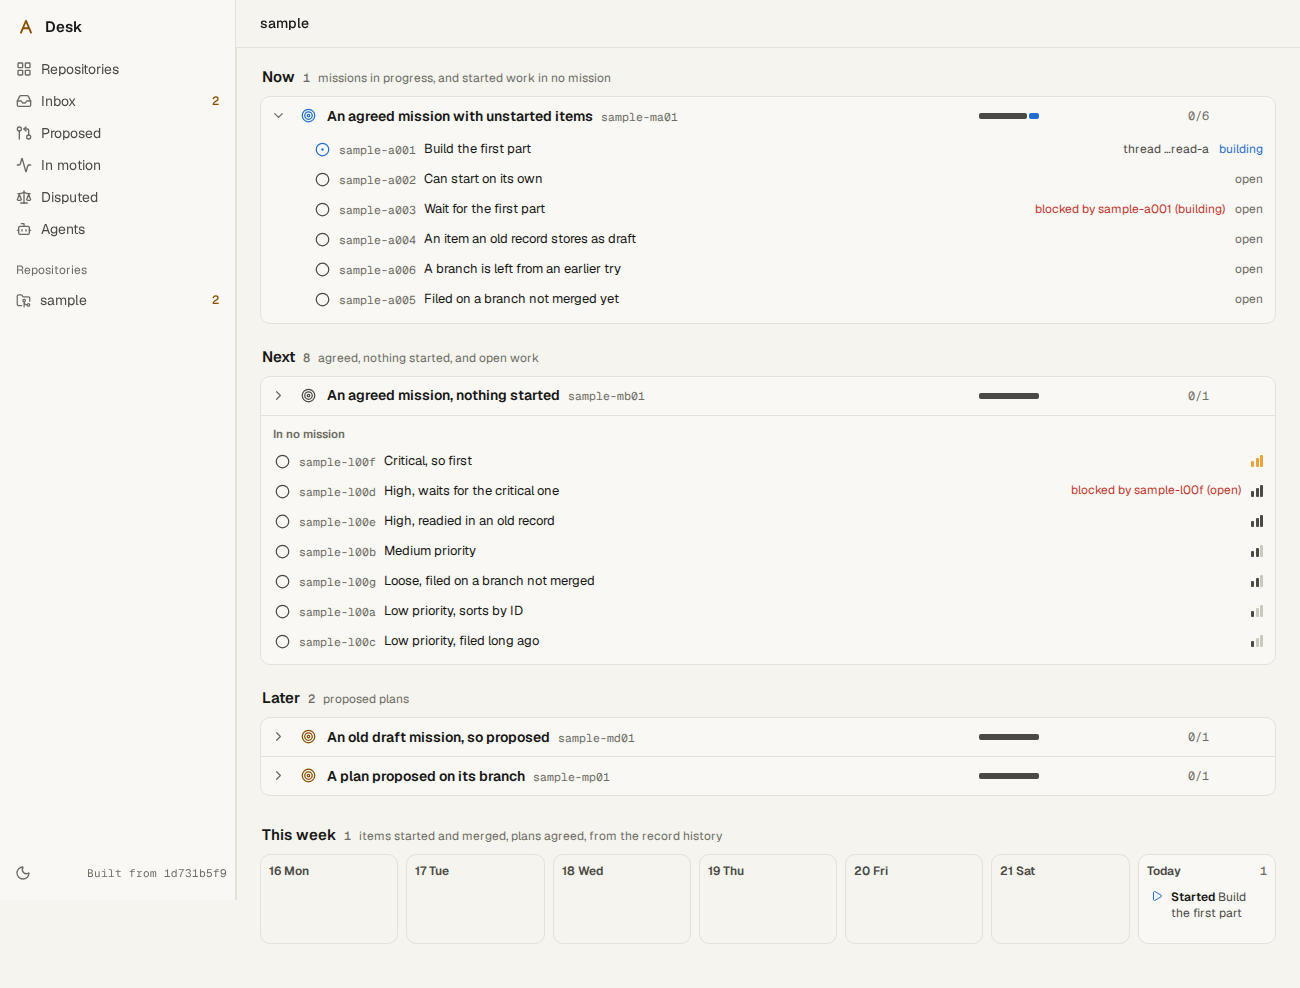 Desk
Repositories
Inbox 2
Proposed
In motion
Disputed
Agents
Repositories
sample 2
Built from 1d731b5f9
sample
Now 1 missions in progress, and started work in no mission
An agreed mission with unstarted items sample-ma01 0/6
sample-a001 Build the first part thread …read-a building
sample-a002 Can start on its own open
sample-a003 Wait for the first part blocked by sample-a001 (building) open
sample-a004 An item an old record stores as draft open
sample-a006 A branch is left from an earlier try open
sample-a005 Filed on a branch not merged yet open
Next 8 agreed, nothing started, and open work
An agreed mission, nothing started sample-mb01 0/1
In no mission
sample-l00f Critical, so first
sample-l00d High, waits for the critical one blocked by sample-l00f (open)
sample-l00e High, readied in an old record
sample-l00b Medium priority
sample-l00g Loose, filed on a branch not merged
sample-l00a Low priority, sorts by ID
sample-l00c Low priority, filed long ago
Later 2 proposed plans
An old draft mission, so proposed sample-md01 0/1
A plan proposed on its branch sample-mp01 0/1
This week 1 items started and merged, plans agreed, from the record history
16 Mon
17 Tue
18 Wed
19 Thu
20 Fri
21 Sat
Today 1
Started Build
the first part